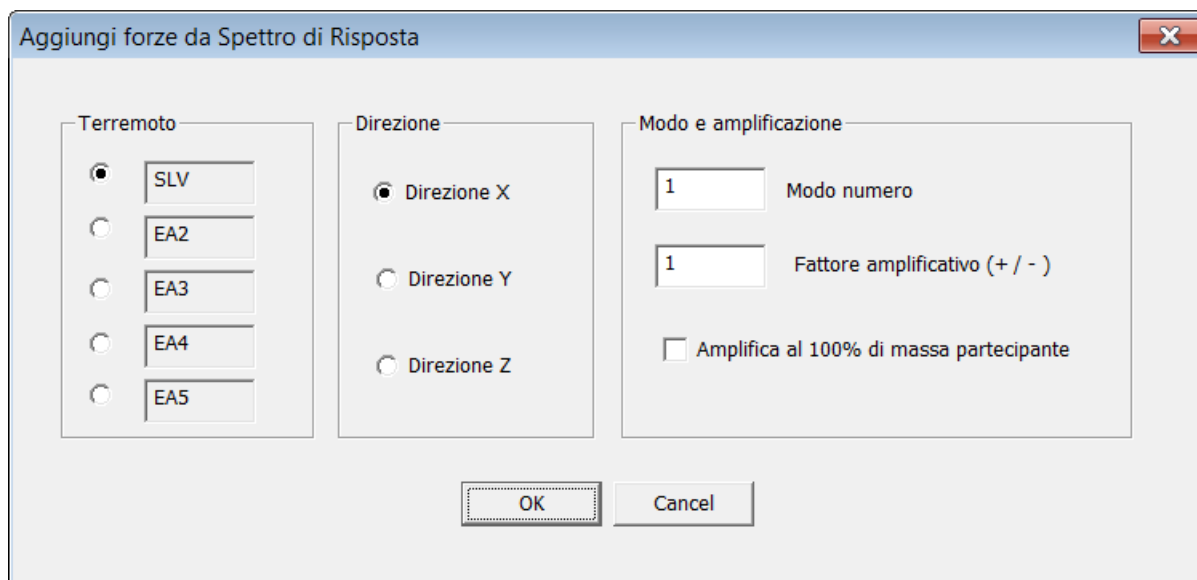 Aggiungi forze da Spettro di Risposta
Terremoto
SLV
EA2
EA3
EA4
EA5
Direzione
Direzione X
Direzione Y
Direzione Z
Modo e amplificazione
1 Modo numero
1 Fattore amplificativo (+ / - )
Amplifica al 100% di massa partecipante
OK
Cancel